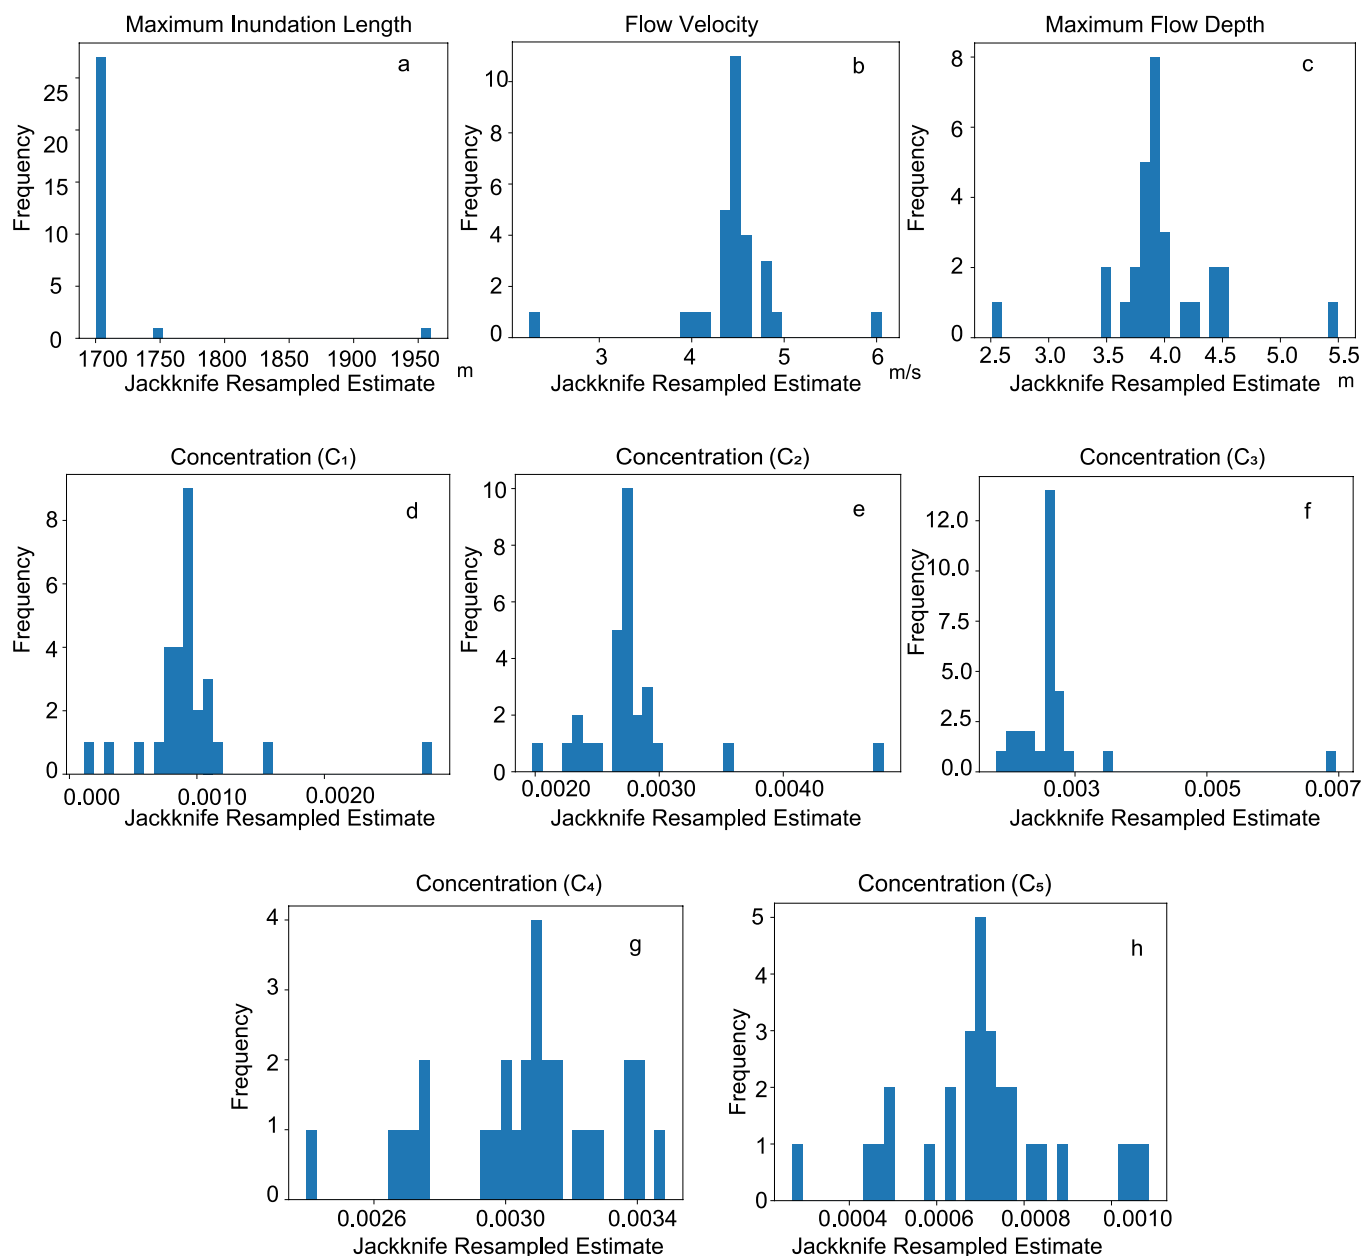 Maximum Inundation Length
a
25
20
15
10
5
0
Frequency
1700 1750 1800 1850 1900 1950
Jackknife Resampled Estimate m
Flow Velocity
b
10
8
6
4
2
0
Frequency
3 4 5 6
Jackknife Resampled Estimate m/s
Maximum Flow Depth
c
8
6
4
2
0
Frequency
2.5 3.0 3.5 4.0 4.5 5.0 5.5
Jackknife Resampled Estimate m
Concentration (C₁)
d
8
6
4
2
0
Frequency
0.000 0.0010 0.0020
Jackknife Resampled Estimate
Concentration (C₂)
e
10
8
6
4
2
0
Frequency
0.0020 0.0030 0.0040
Jackknife Resampled Estimate
Concentration (C₃)
f
12.0
10.0
7.5
5.0
2.5
0.0
Frequency
0.003 0.005 0.007
Jackknife Resampled Estimate
Concentration (C₄)
g
4
3
2
1
0
Frequency
0.0026 0.0030 0.0034
Jackknife Resampled Estimate
Concentration (C₅)
h
5
4
3
2
1
0
Frequency
0.0004 0.0006 0.0008 0.0010
Jackknife Resampled Estimate